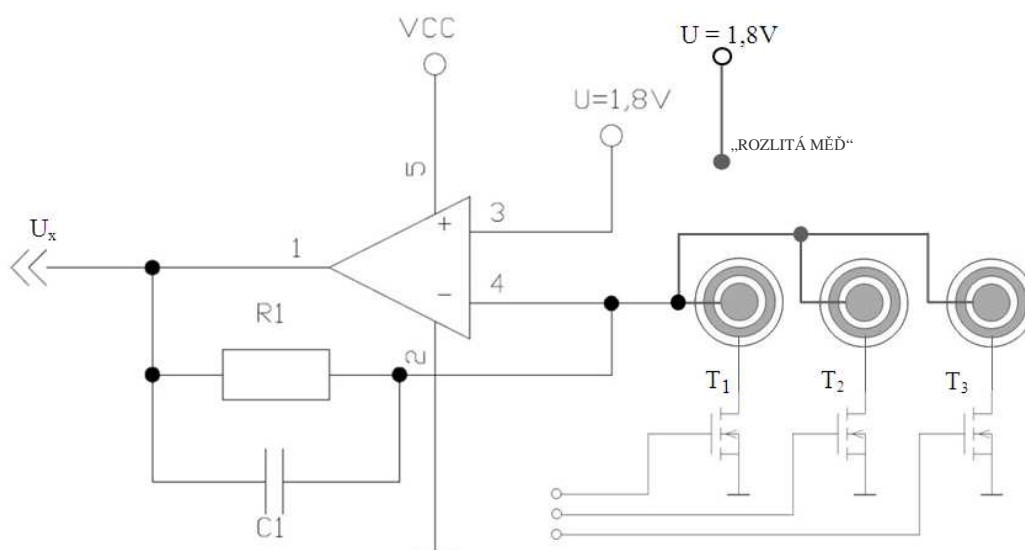 VCC
U = 1,8V
U=1,8V
„ROZLITÁ MĚĎ“
5
+
3
Ux
1
4
-
R1
2
T1
T2
T3
C1